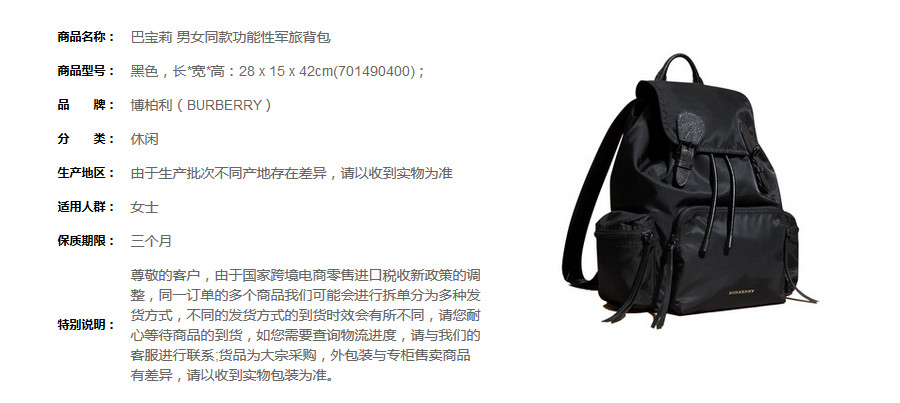 商品名称： 巴宝莉 男女同款功能性军旅背包
商品型号： 黑色，长*宽*高：28 x 15 x 42cm(701490400)；
品 牌： 博柏利（BURBERRY）
分 类： 休闲
生产地区： 由于生产批次不同产地存在差异，请以收到实物为准
适用人群： 女士
保质期限： 三个月
尊敬的客户，由于国家跨境电商零售进口税收新政策的调
整，同一订单的多个商品我们可能会进行拆单分为多种发
货方式，不同的发货方式的到货时效会有所不同，请您耐
特别说明： 心等待商品的到货，如您需要查询物流进度，请与我们的
客服进行联系;货品为大宗采购，外包装与专柜售卖商品
有差异，请以收到实物包装为准。
BURBERRY